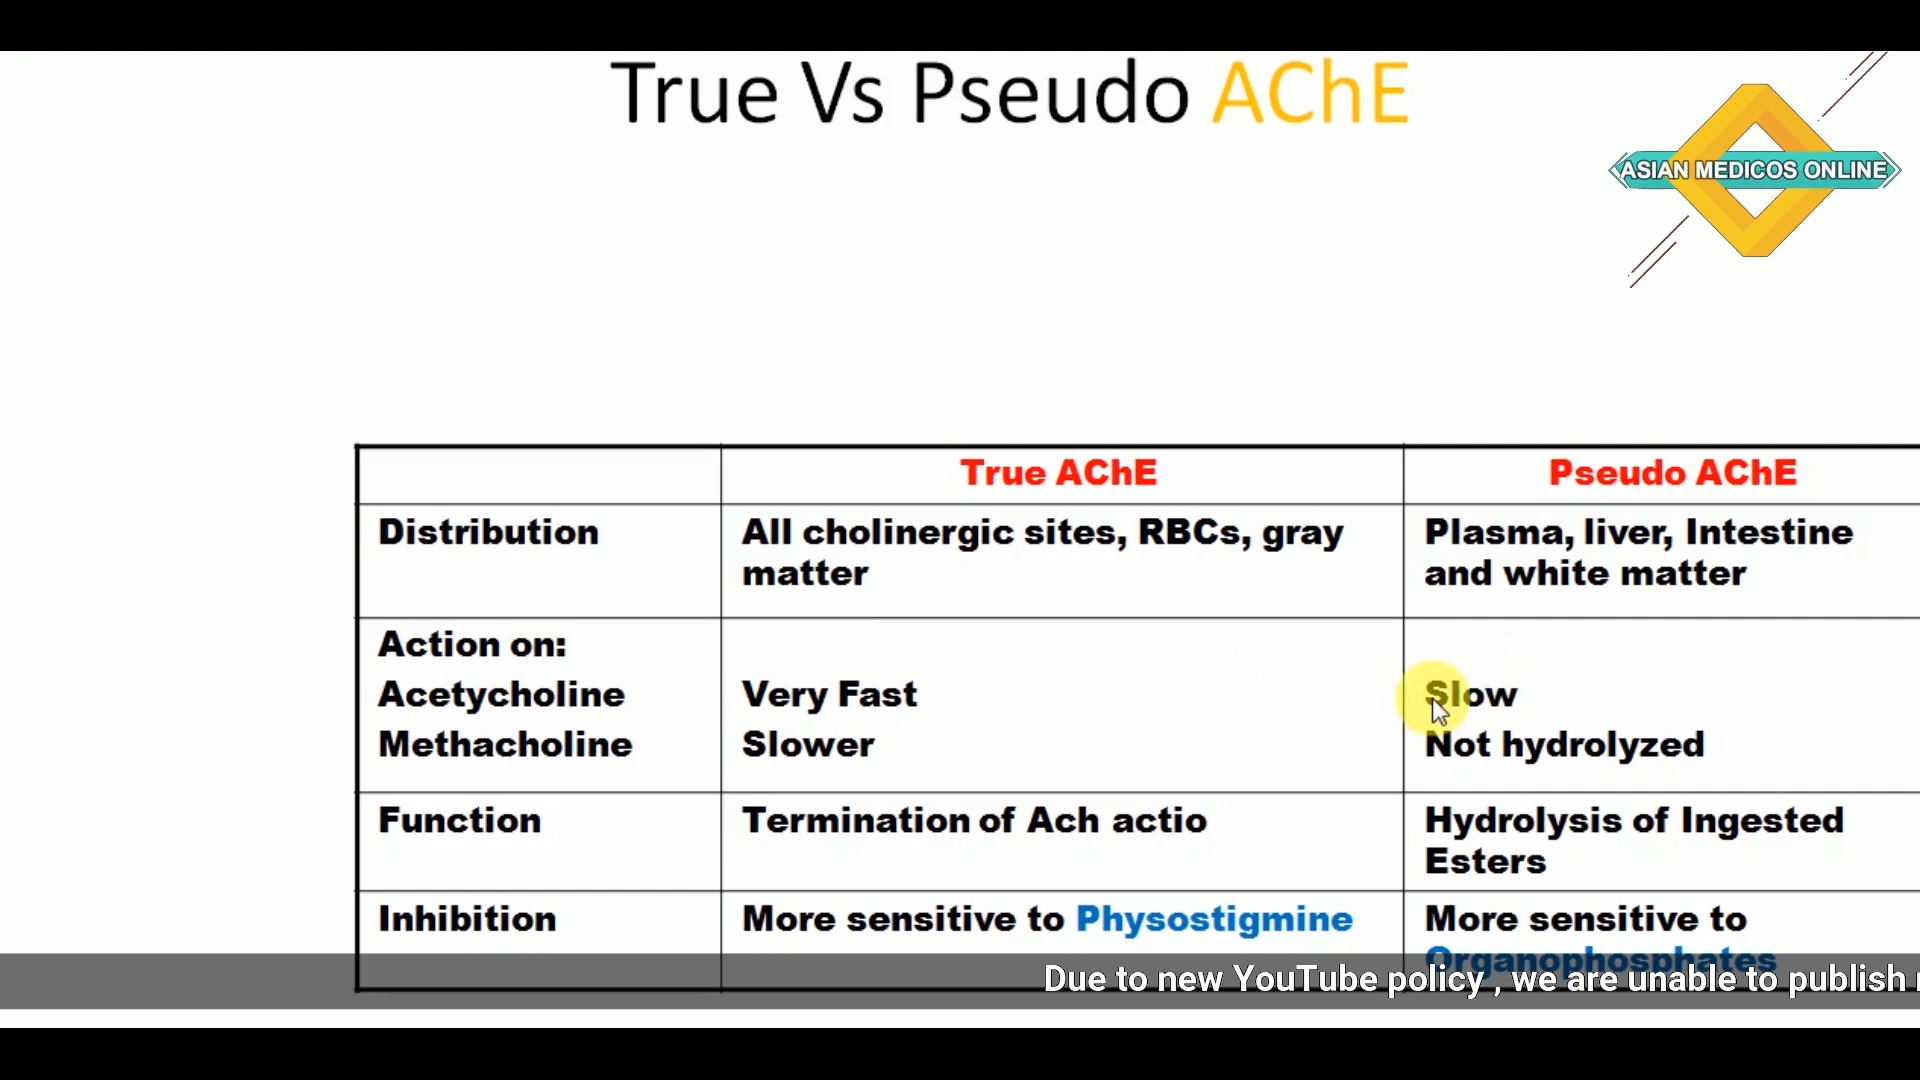 True Vs Pseudo AChE
ASIAN MEDICOS ONLINE
True AChE
Pseudo AChE
Distribution
All cholinergic sites, RBCs, gray
matter
Plasma, liver, Intestine
and white matter
Action on:
Acetycholine
Very Fast
Slow
Methacholine
Slower
Not hydrolyzed
Function
Termination of Ach actio
Hydrolysis of Ingested
Esters
Inhibition
More sensitive to Physostigmine
More sensitive to
Organophosphates
Due to new YouTube policy , we are unable to publish